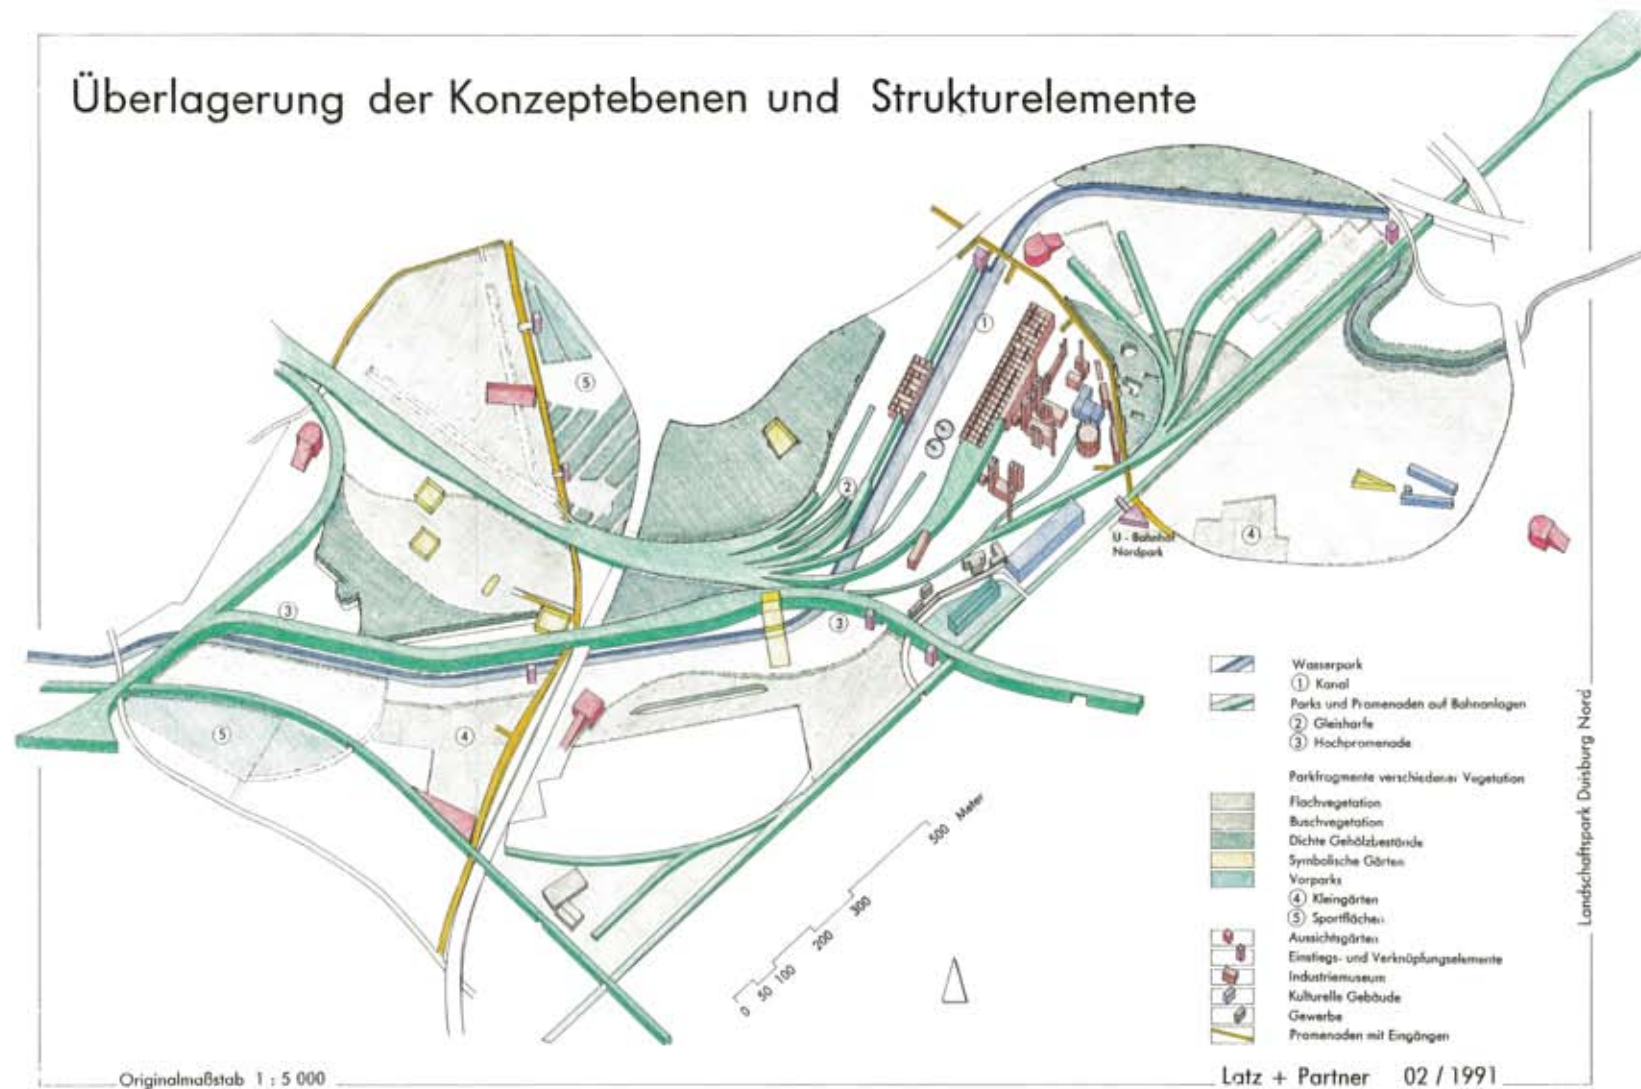 Überlagerung der Konzeptebenen und Strukturelemente
①
⑤
②
④
U - Bahnhof
Nordpark
③
③
⑤
④
0 50 100 200 300 500 Meter
Wasserpark
① Kanal
Parks und Promenaden auf Bahnanlagen
② Gleisharfe
③ Hochpromenade
Parkfragmente verschiedener Vegetation
Flachvegetation
Buschvegetation
Dichte Gehölzbestände
Symbolische Gärten
Vorparks
④ Kleingärten
⑤ Sportflächen
Aussichtsgärten
Einstiegs- und Verknüpfungselemente
Industriemuseum
Kulturelle Gebäude
Gewerbe
Promenaden mit Eingängen
Landschaftspark Duisburg Nord
Originalmaßstab 1 : 5 000
Latz + Partner 02 / 1991